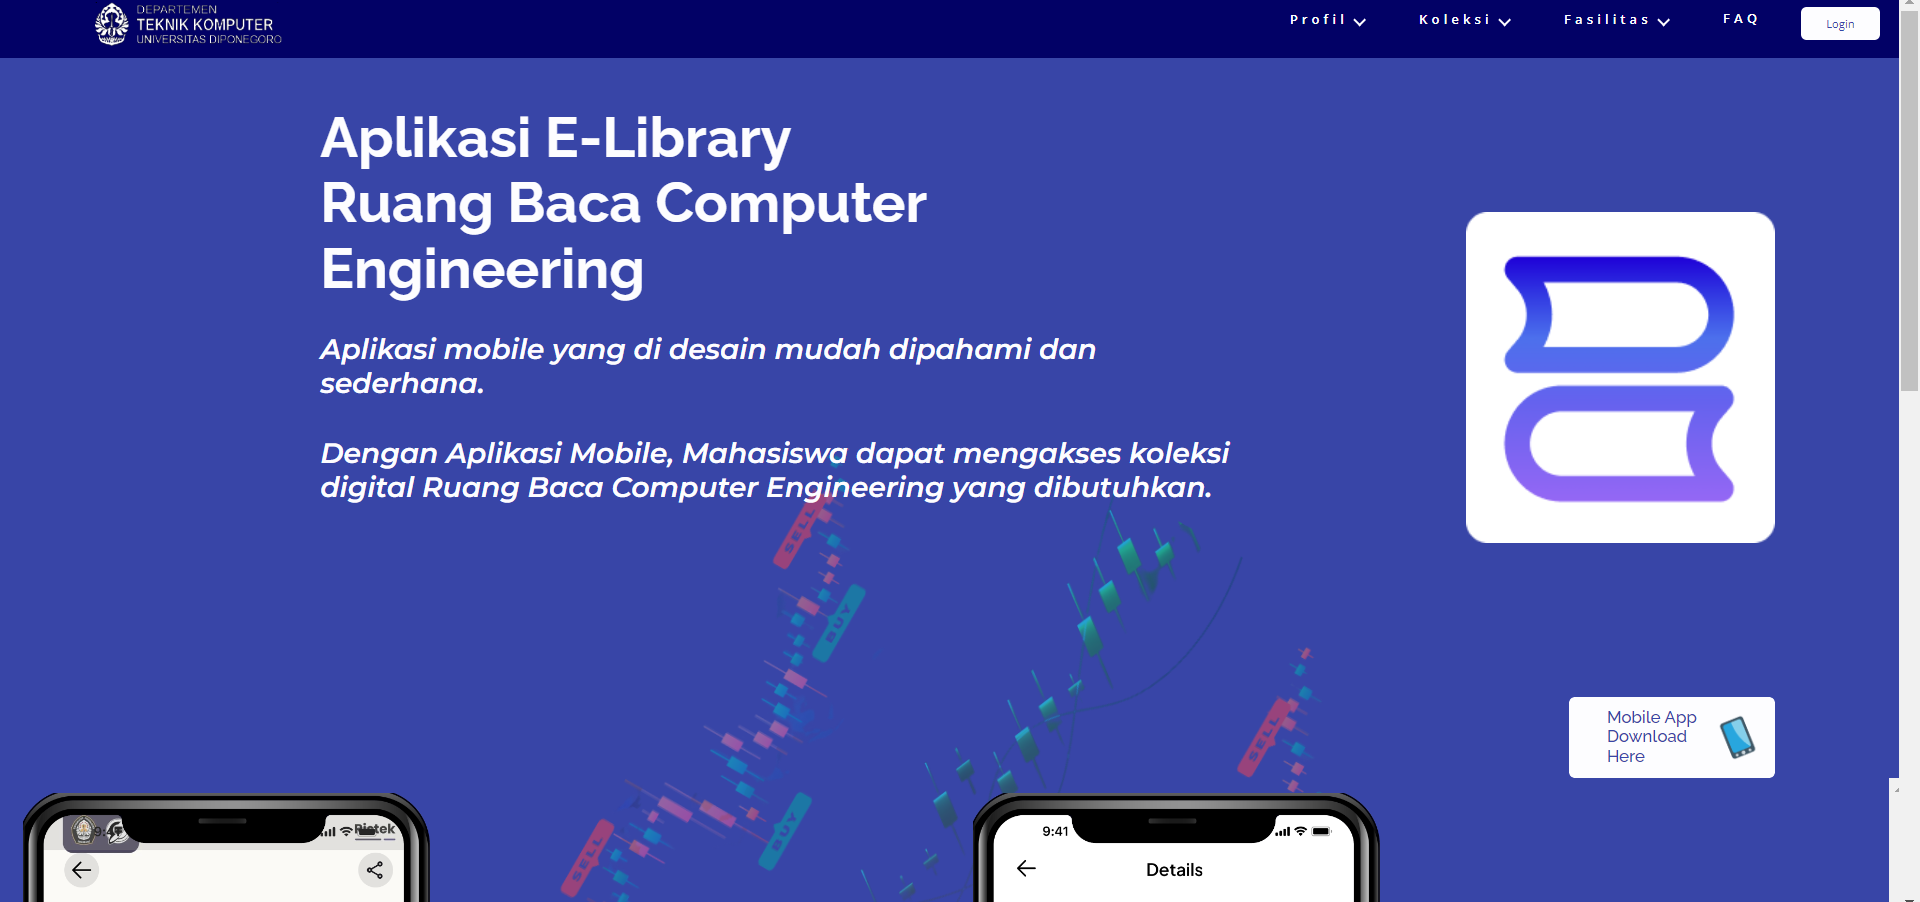 DEPARTEMEN
TEKNIK KOMPUTER
UNIVERSITAS DIPONEGORO
Profil
Koleksi
Fasilitas
FAQ
Login
Aplikasi E-Library
Ruang Baca Computer
Engineering
Aplikasi mobile yang di desain mudah dipahami dan
sederhana.
Dengan Aplikasi Mobile, Mahasiswa dapat mengakses koleksi
digital Ruang Baca Computer Engineering yang dibutuhkan.
SELL
BUY
SELL
BUY
SELL
Mobile App
Download
Here
Ristek
9:41
Details